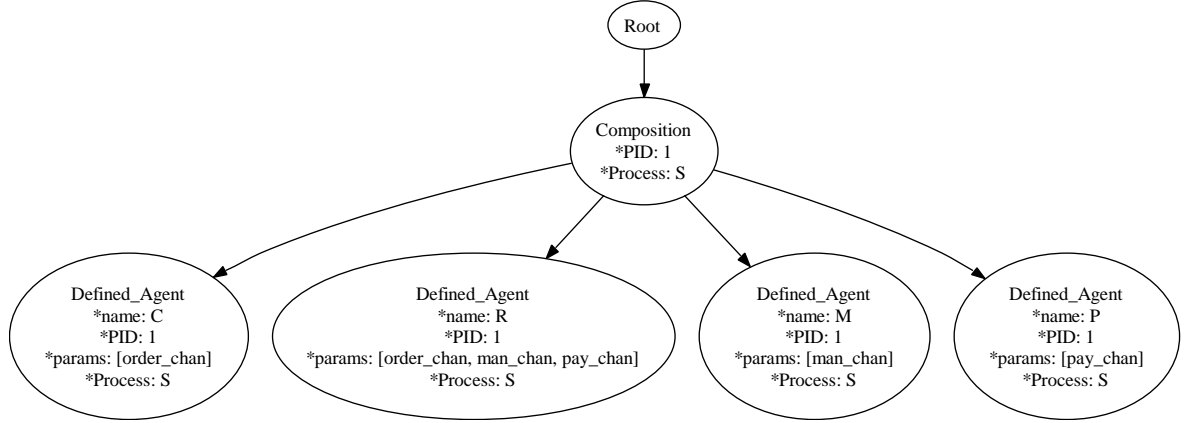 Root
Composition
*PID: 1
*Process: S
Defined_Agent
*name: C
*PID: 1
*params: [order_chan]
*Process: S
Defined_Agent
*name: R
*PID: 1
*params: [order_chan, man_chan, pay_chan]
*Process: S
Defined_Agent
*name: M
*PID: 1
*params: [man_chan]
*Process: S
Defined_Agent
*name: P
*PID: 1
*params: [pay_chan]
*Process: S